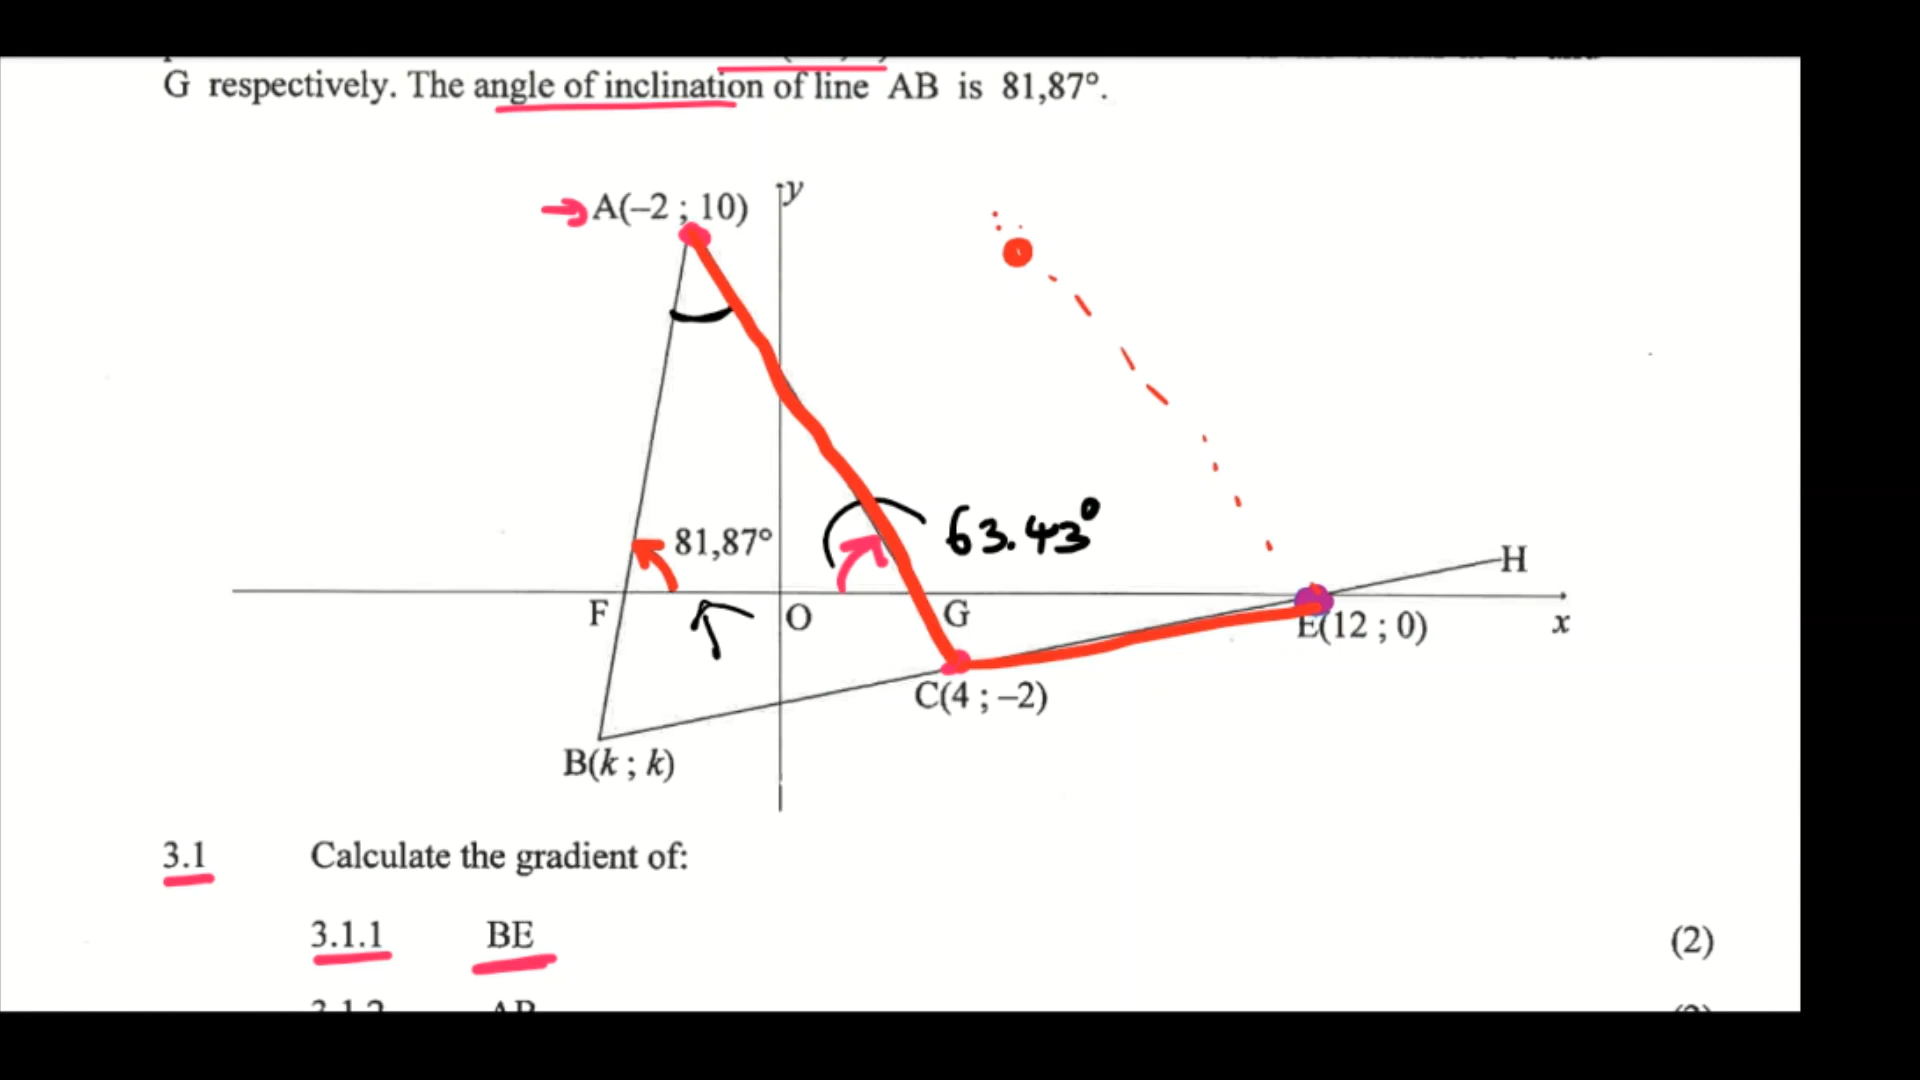 G respectively. The angle of inclination of line AB is 81,87°.
y
A(–2 ; 10)
63.43°
81,87°
H
F
O
G
E(12 ; 0)
x
C(4 ; –2)
B(k ; k)
3.1 Calculate the gradient of:
3.1.1 BE (2)